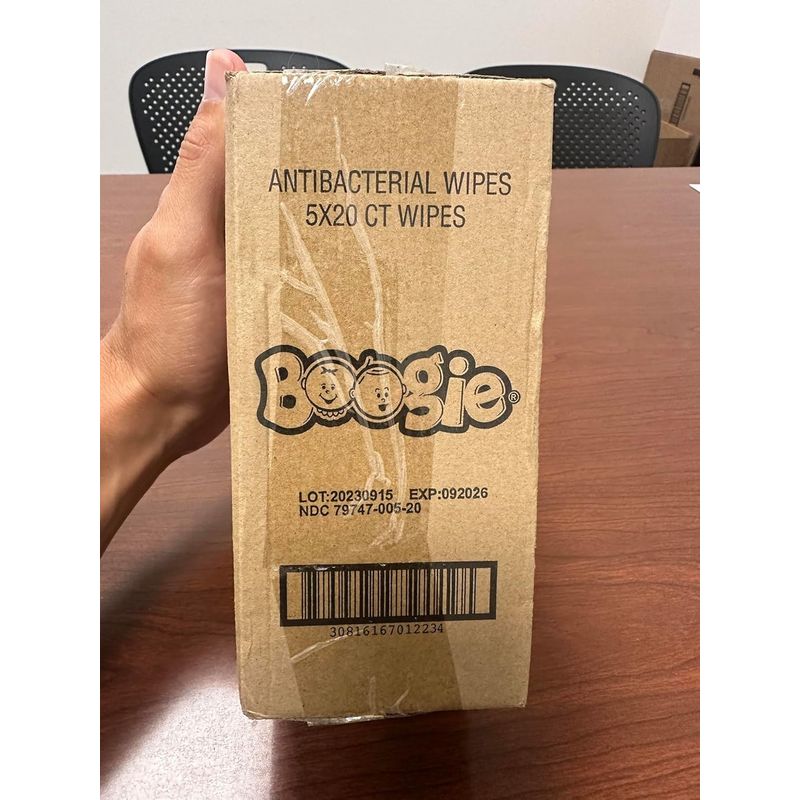 ANTIBACTERIAL WIPES
5X20 CT WIPES
Boogie®
LOT:20230915 EXP:092026
NDC 79747-005-20
30816167012234